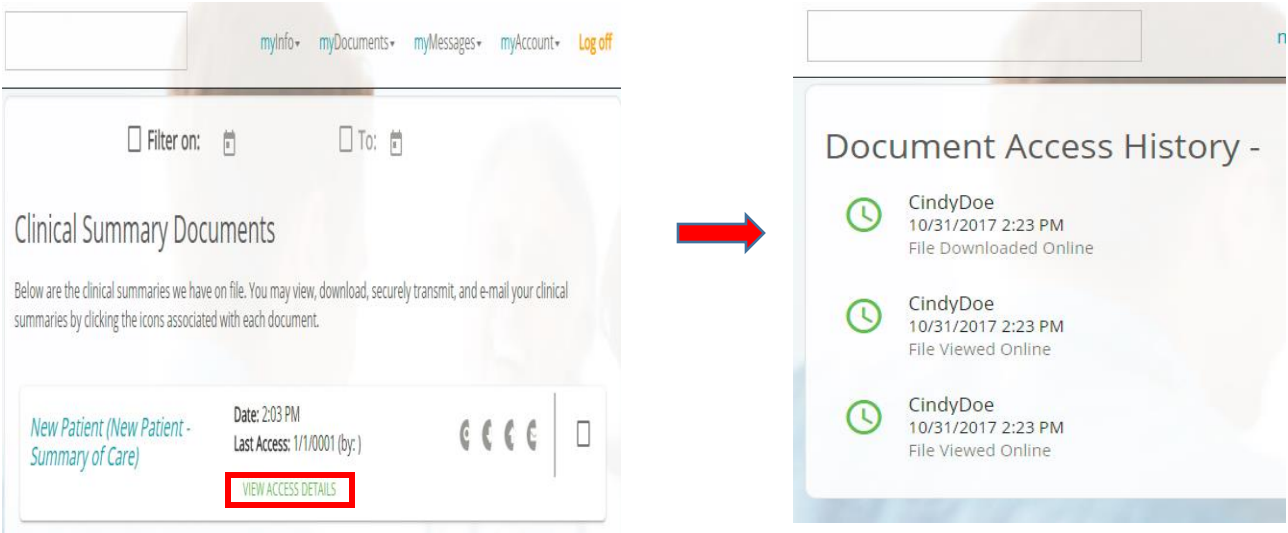 myInfo▾ myDocuments▾ myMessages▾ myAccount▾ Log off
Filter on: To:
Clinical Summary Documents
Below are the clinical summaries we have on file. You may view, download, securely transmit, and e-mail your clinical
summaries by clicking the icons associated with each document.
New Patient (New Patient -
Summary of Care)
Date: 2:03 PM
Last Access: 1/1/0001 (by: )
VIEW ACCESS DETAILS
Document Access History -
CindyDoe
10/31/2017 2:23 PM
File Downloaded Online
CindyDoe
10/31/2017 2:23 PM
File Viewed Online
CindyDoe
10/31/2017 2:23 PM
File Viewed Online